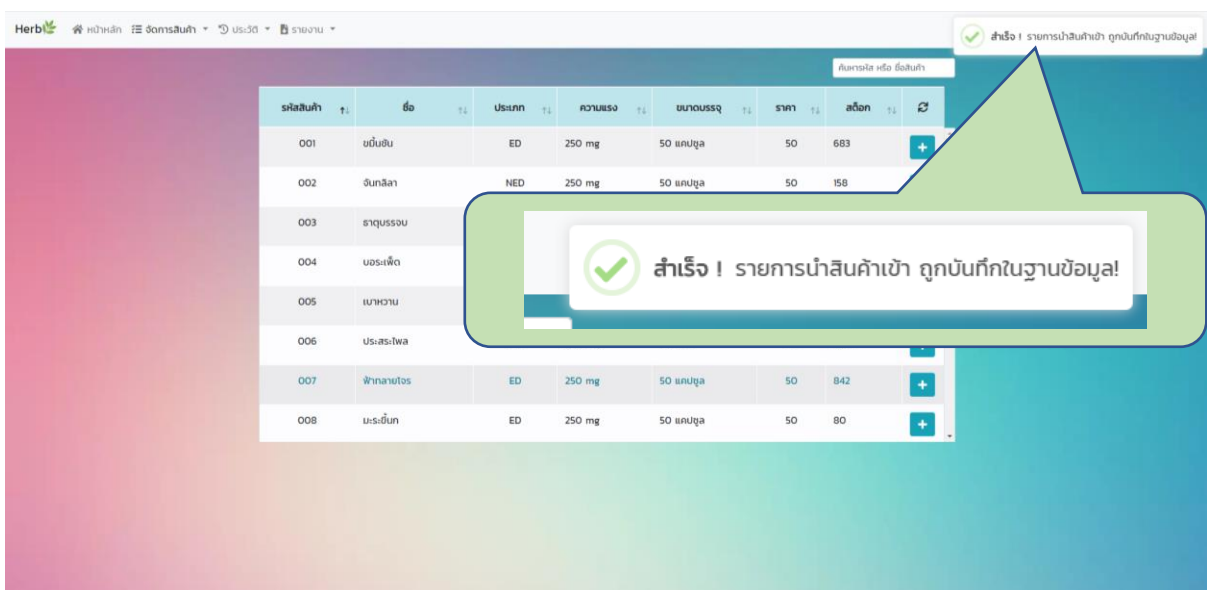 Herb หน้าหลัก จัดการสินค้า ประวัติ รายงาน
สำเร็จ ! รายการนำสินค้าเข้า ถูกบันทึกในฐานข้อมูล!
ค้นหารหัส หรือ ชื่อสินค้า
รหัสสินค้า ชื่อ ประเภท ความแรง ขนาดบรรจุ ราคา สต็อก
001 ขมิ้นชัน ED 250 mg 50 แคปซูล 50 683
002 จันทลีลา NED 250 mg 50 แคปซูล 50 158
003 ธาตุบรรจบ
004 บอระเพ็ด
สำเร็จ ! รายการนำสินค้าเข้า ถูกบันทึกในฐานข้อมูล!
005 เบาหวาน
006 ประสะไพล
007 ฟ้าทลายโจร ED 250 mg 50 แคปซูล 50 842
008 มะระขี้นก ED 250 mg 50 แคปซูล 50 80